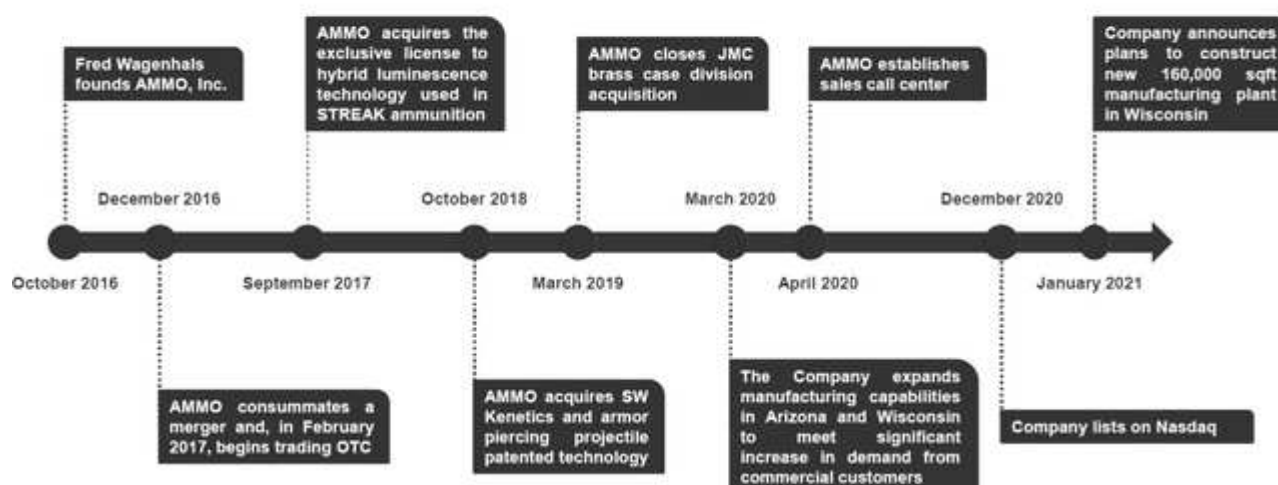 Fred Wagenhals
founds AMMO, Inc.
AMMO acquires the
exclusive license to
hybrid luminescence
technology used in
STREAK ammunition
AMMO closes JMC
brass case division
acquisition
AMMO establishes
sales call center
Company announces
plans to construct
new 160,000 sqft
manufacturing plant
in Wisconsin
December 2016
October 2018
March 2020
December 2020
October 2016
September 2017
March 2019
April 2020
January 2021
AMMO consummates a
merger and, in February
2017, begins trading OTC
AMMO acquires SW
Kenetics and armor
piercing projectile
patented technology
The Company expands
manufacturing capabilities
in Arizona and Wisconsin
to meet significant
increase in demand from
commercial customers
Company lists on Nasdaq